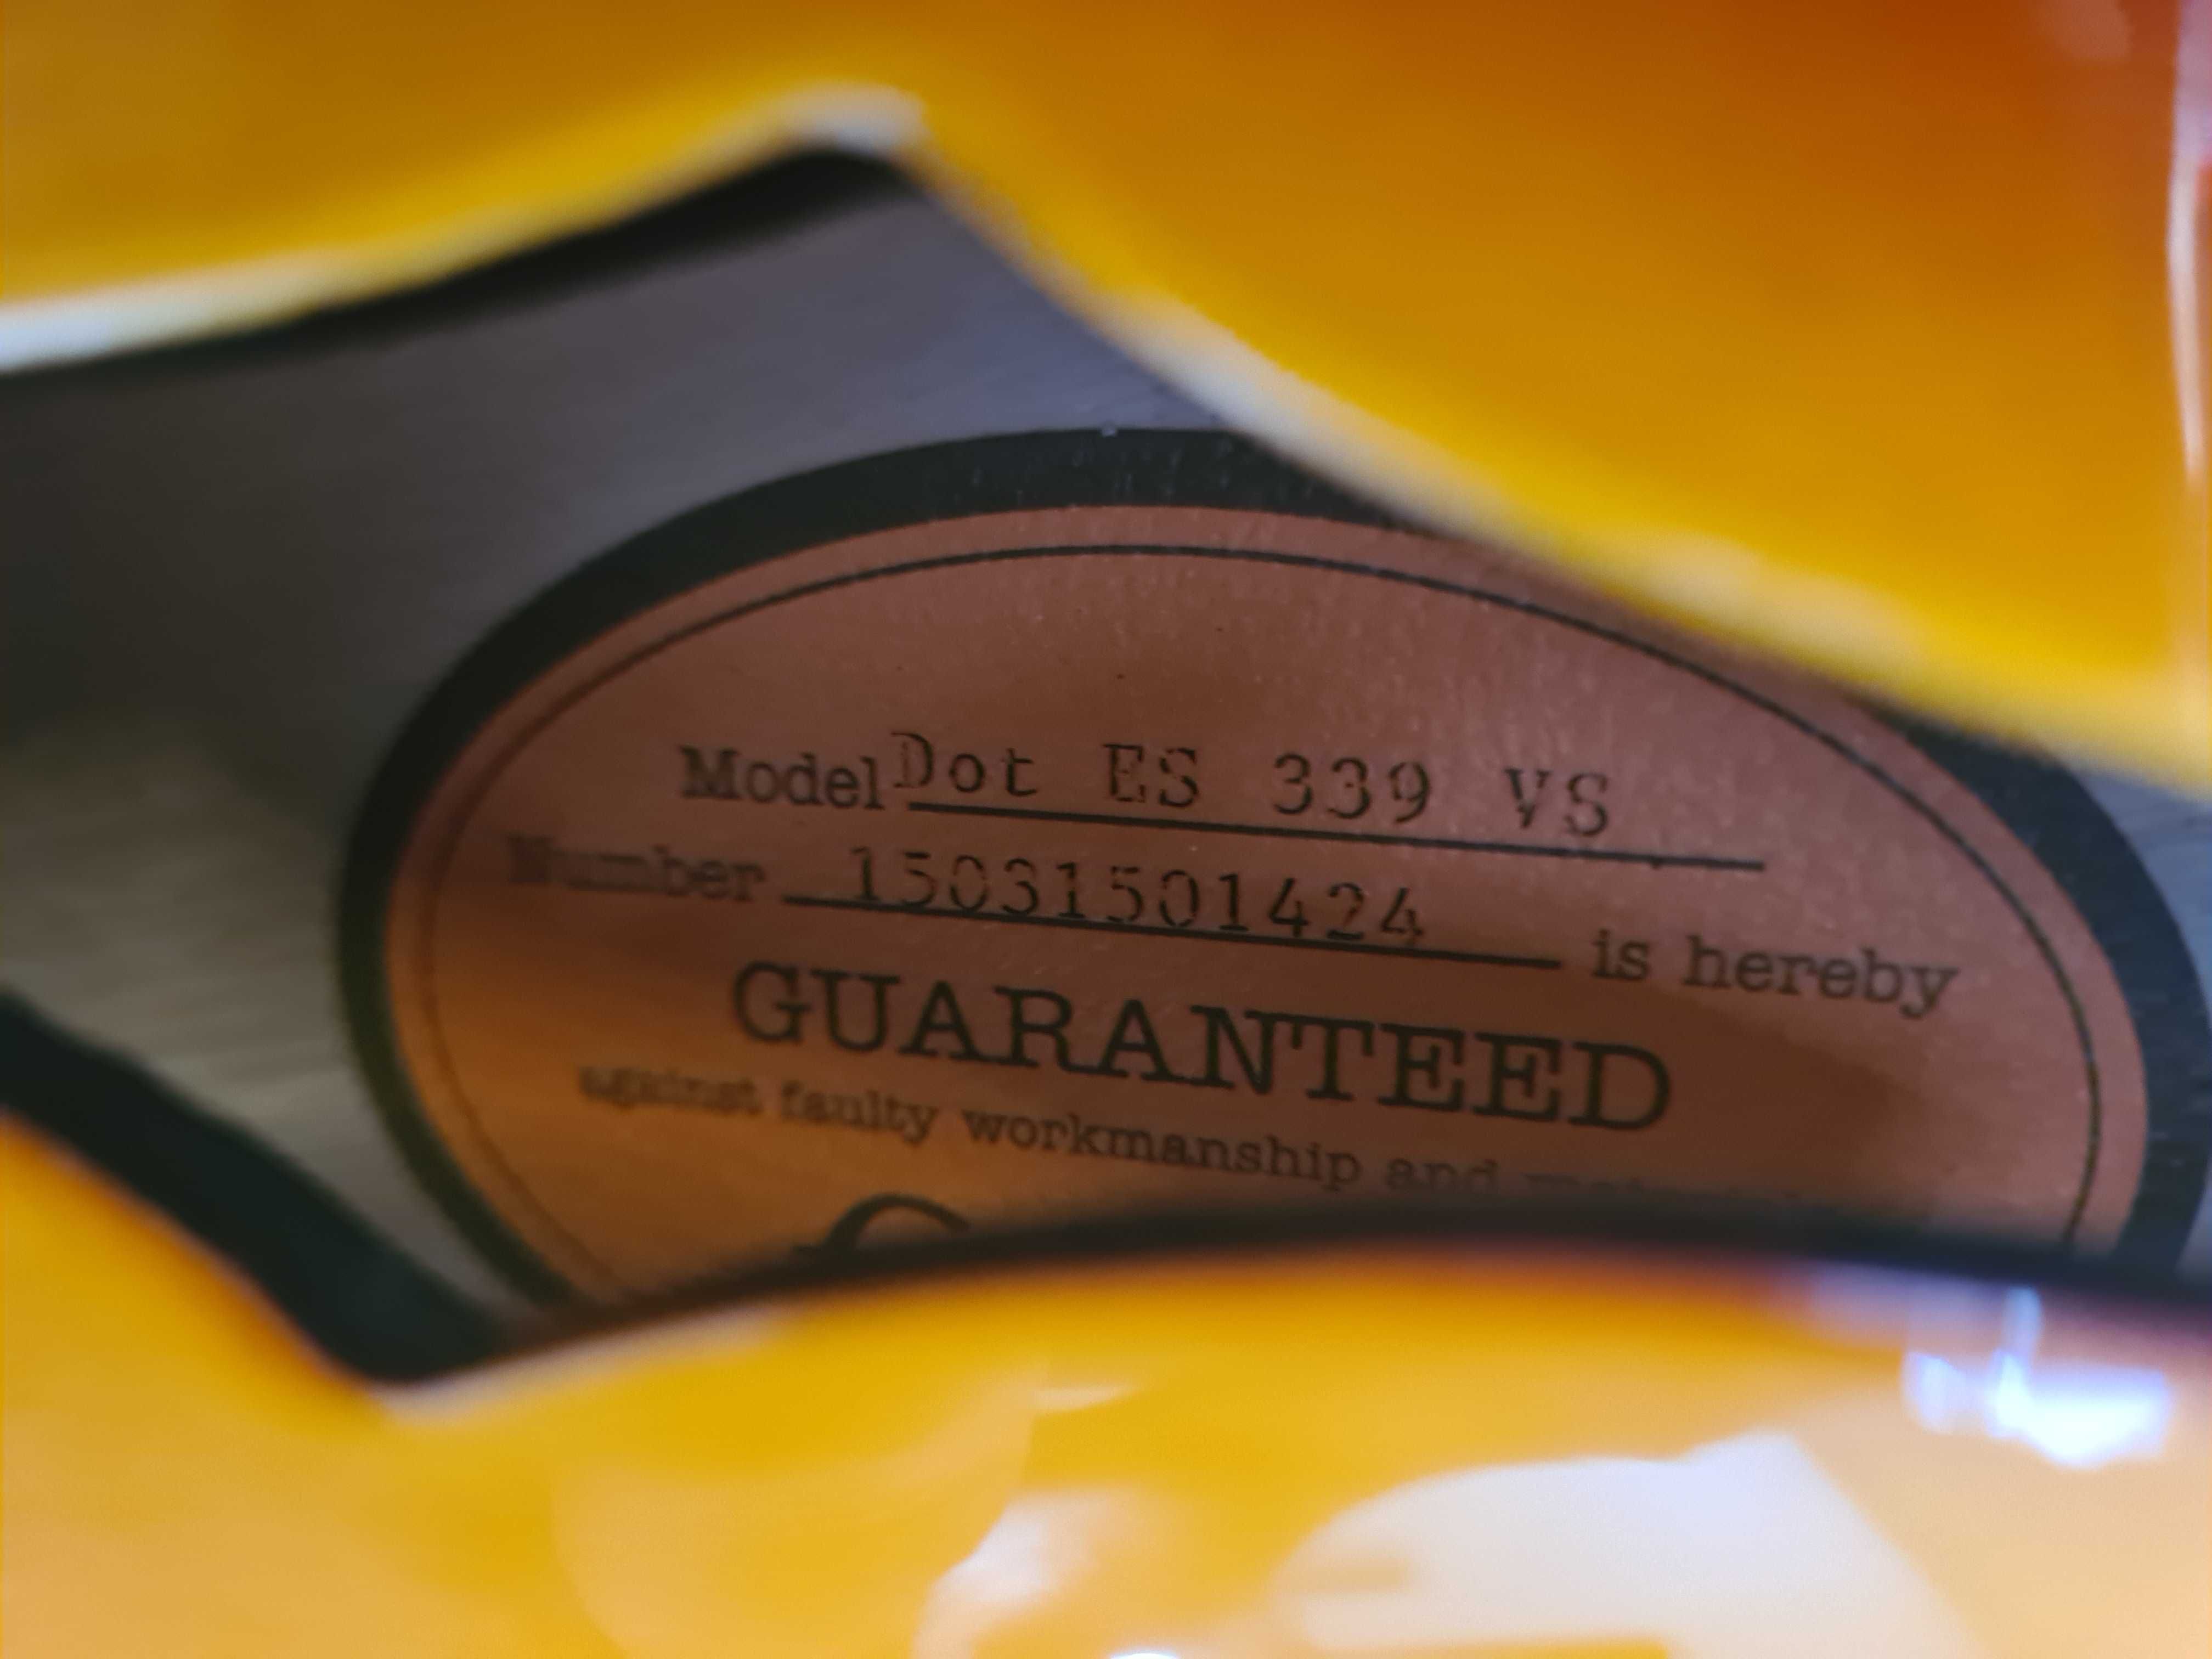 Model Dot ES 339 VS
Number 15031501424 is hereby
GUARANTEED
against faulty workmanship and